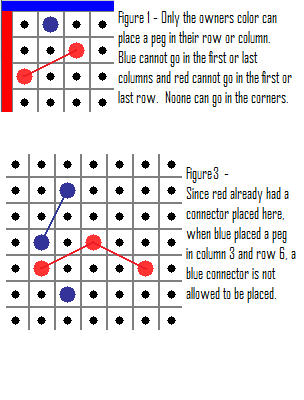 Figure 1 - Only the owners color can
place a peg in their row or column.
Blue cannot go in the first or last
columns and red cannot go in the first or
last row. Noone can go in the corners.
Figure3 -
Since red already had a
connector placed here,
when blue placed a peg
in column 3 and row 6, a
blue connector is not
allowed to be placed.